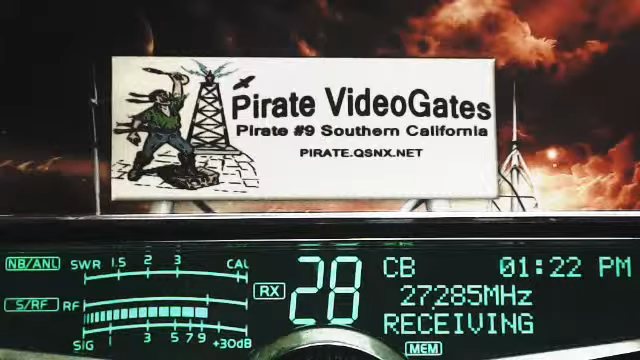 Pirate VideoGates
Pirate #9 Southern California
PIRATE.QSNX.NET
NB/ANL SWR 1.5 2 3 CAL
S/RF RF
SIG 1 3 5 7 9 +30dB
RX 28
CB 01:22 PM
27285MHz
RECEIVING
MEM